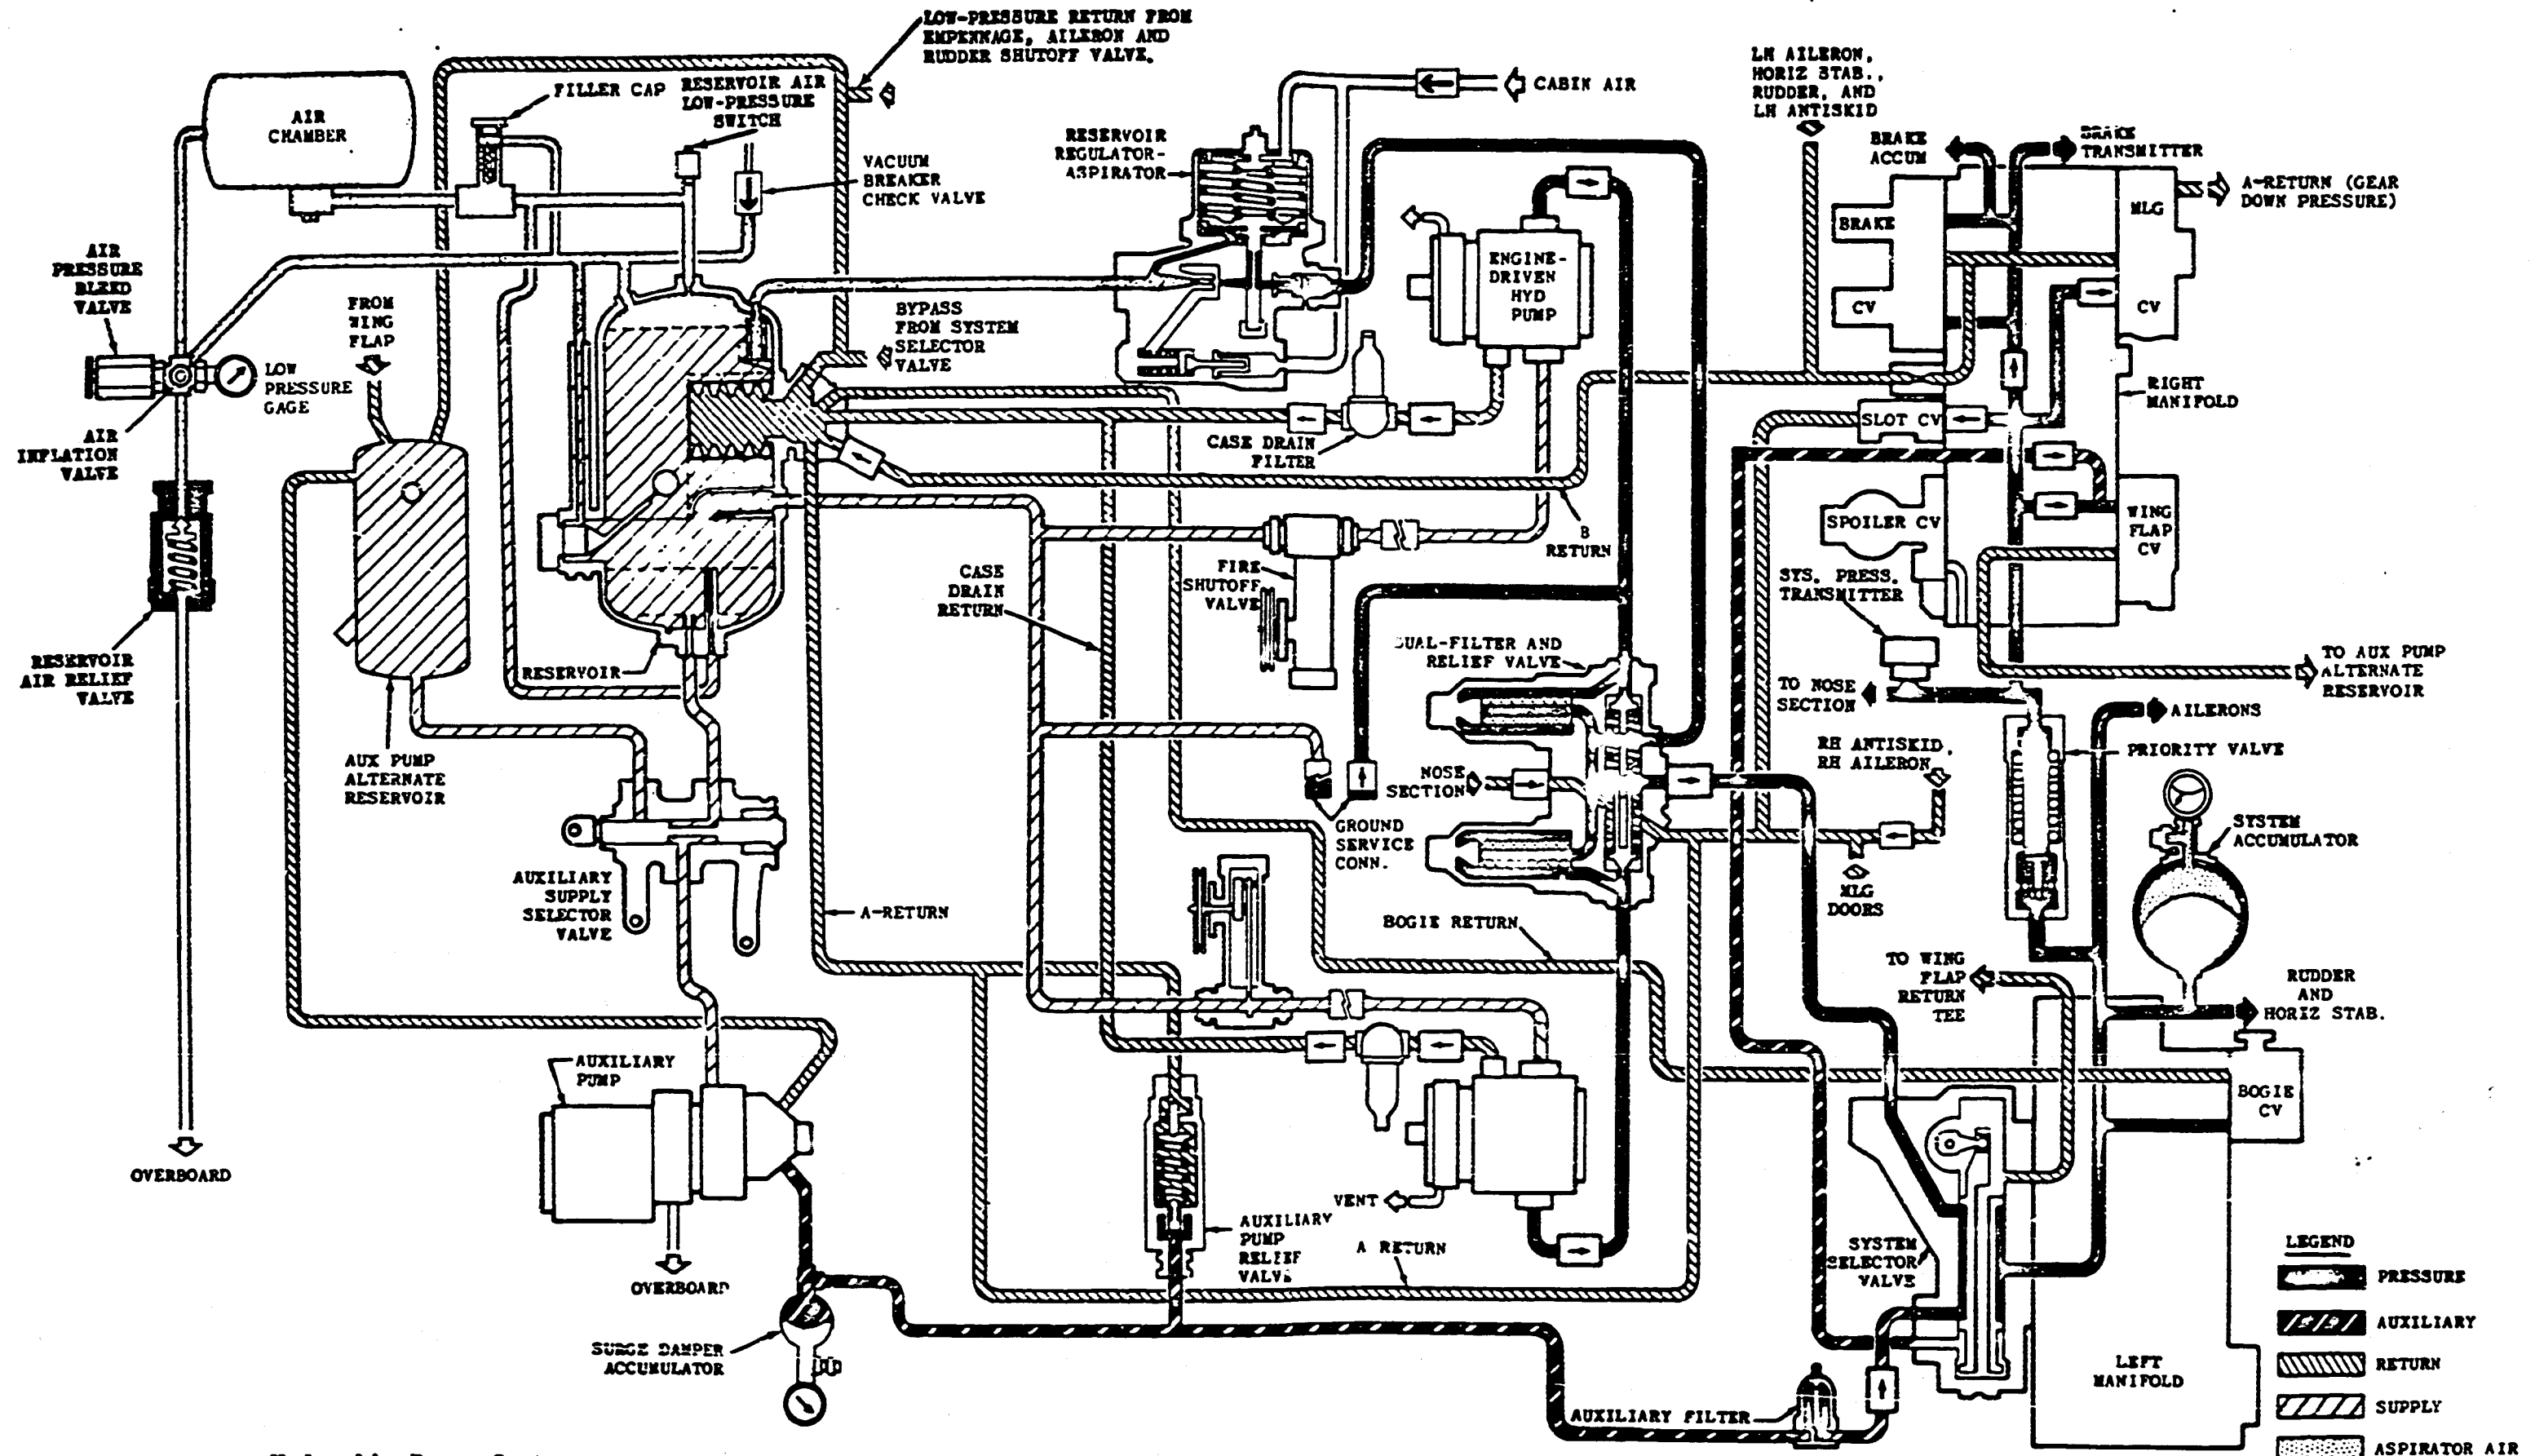 LOW-PRESSURE RETURN FROM
EMPENNAGE, AILERON AND
RUDDER SHUTOFF VALVE.
FILLER CAP
RESERVOIR AIR
LOW-PRESSURE
SWITCH
AIR
CHAMBER
VACUUM
BREAKER
CHECK VALVE
RESERVOIR
REGULATOR-
ASPIRATOR
CABIN AIR
LH AILERON,
HORIZ STAB.,
RUDDER, AND
LH ANTISKID
BRAKE
ACCUM
BRAKE
TRANSMITTER
A-RETURN (GEAR
DOWN PRESSURE)
MLG
BRAKE
CV
CV
AIR
PRESSURE
BLEED
VALVE
FROM
WING
FLAP
LOW
PRESSURE
GAGE
AIR
INFLATION
VALVE
BYPASS
FROM SYSTEM
SELECTOR
VALVE
ENGINE-
DRIVEN
HYD
PUMP
CASE DRAIN
FILTER
SLOT CV
RIGHT
MANIFOLD
SPOILER CV
WING
FLAP
CV
B
RETURN
FIRE
SHUTOFF
VALVE
CASE
DRAIN
RETURN
SYS. PRESS.
TRANSMITTER
RESERVOIR
AIR RELIEF
VALVE
RESERVOIR
DUAL-FILTER AND
RELIEF VALVE
TO NOSE
SECTION
TO AUX PUMP
ALTERNATE
RESERVOIR
AILERONS
PRIORITY VALVE
RH ANTISKID,
RH AILERON
AUX PUMP
ALTERNATE
RESERVOIR
NOSE
SECTION
GROUND
SERVICE
CONN.
MLG
DOORS
SYSTEM
ACCUMULATOR
AUXILIARY
SUPPLY
SELECTOR
VALVE
A-RETURN
BOGIE RETURN
TO WING
FLAP
RETURN
TEE
RUDDER
AND
HORIZ STAB.
AUXILIARY
PUMP
BOGIE
CV
OVERBOARD
VENT
AUXILIARY
PUMP
RELIEF
VALVE
A RETURN
SYSTEM
SELECTOR
VALVE
OVERBOARD
SURGE DAMPER
ACCUMULATOR
AUXILIARY FILTER
LEFT
MANIFOLD
LEGEND
PRESSURE
AUXILIARY
RETURN
SUPPLY
ASPIRATOR AIR